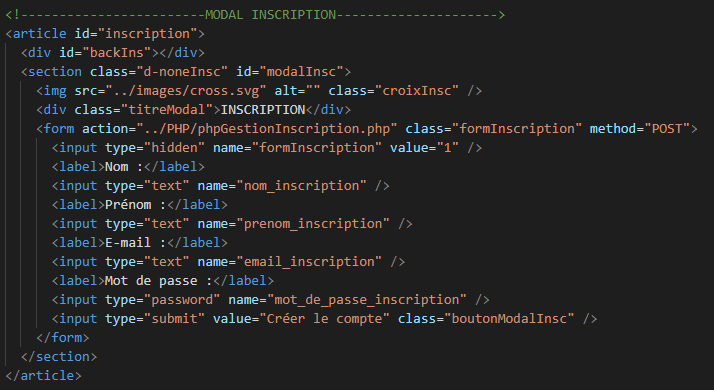 <!-------------------------MODAL INSCRIPTION---------------------->
<article id="inscription">
<div id="backIns"></div>
<section class="d-noneInsc" id="modalInsc">
<img src="../images/cross.svg" alt="" class="croixInsc" />
<div class="titreModal">INSCRIPTION</div>
<form action="../PHP/phpGestionInscription.php" class="formInscription" method="POST">
<input type="hidden" name="formInscription" value="1" />
<label>Nom :</label>
<input type="text" name="nom_inscription" />
<label>Prénom :</label>
<input type="text" name="prenom_inscription" />
<label>E-mail :</label>
<input type="text" name="email_inscription" />
<label>Mot de passe :</label>
<input type="password" name="mot_de_passe_inscription" />
<input type="submit" value="Créer le compte" class="boutonModalInsc" />
</form>
</section>
</article>